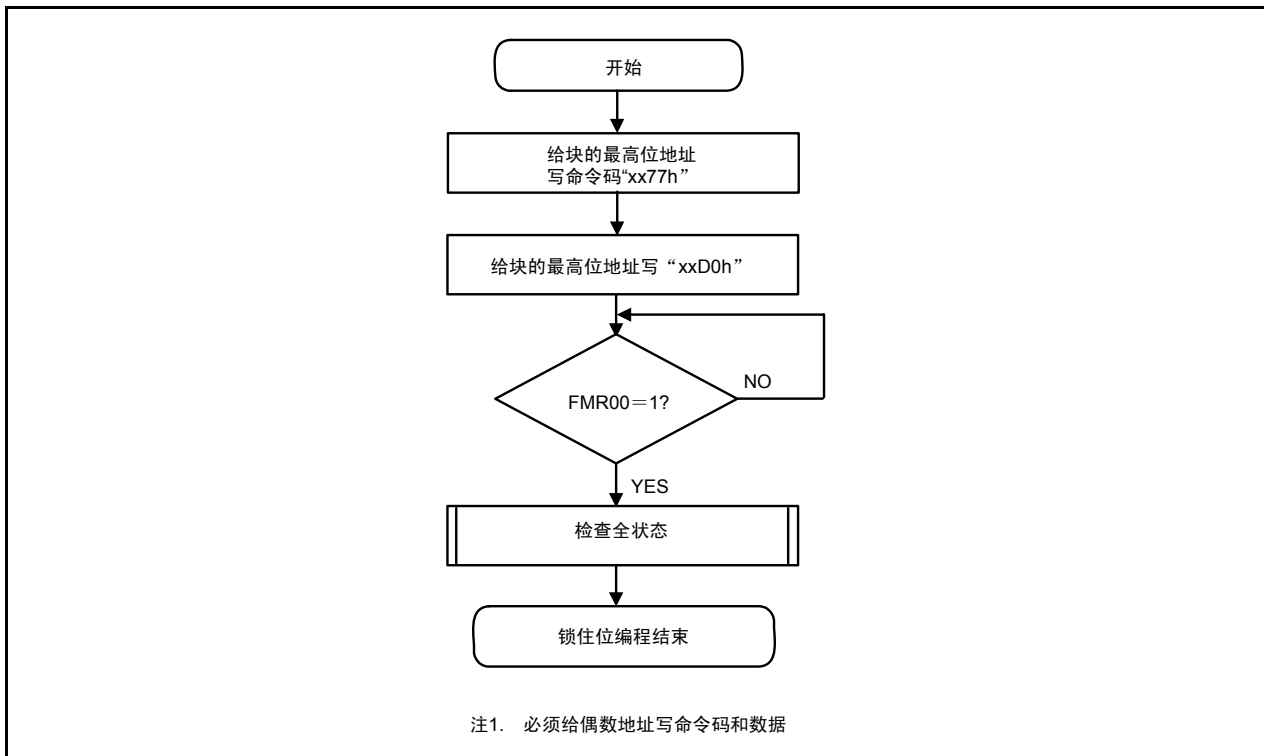 开始
给块的最高位地址
写命令码“xx77h”
给块的最高位地址写“xxD0h”
FMR00＝1?
NO
YES
检查全状态
锁住位编程结束
注1. 必须给偶数地址写命令码和数据